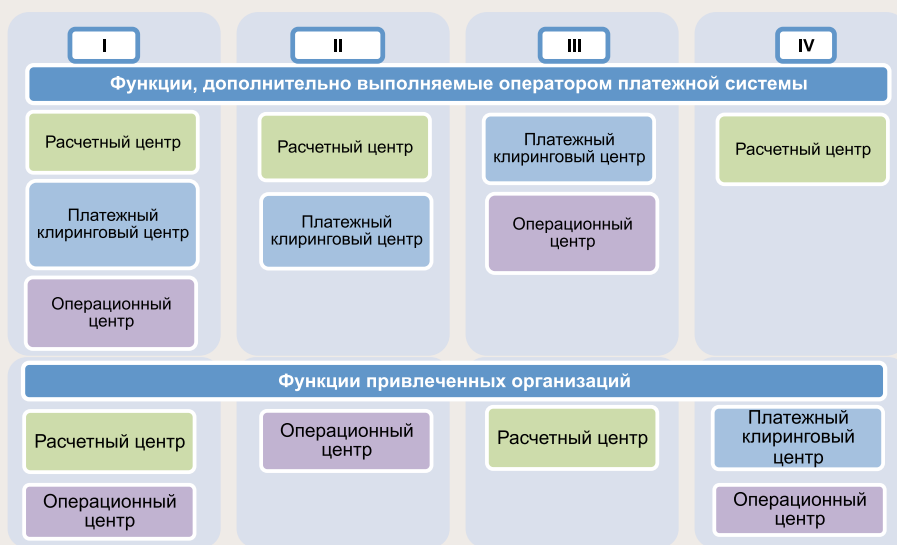 I
II
III
IV
Функции, дополнительно выполняемые оператором платежной системы
Расчетный центр
Расчетный центр
Платежный
клиринговый центр
Расчетный центр
Платежный
клиринговый центр
Платежный
клиринговый центр
Операционный
центр
Операционный
центр
Функции привлеченных организаций
Расчетный центр
Операционный
центр
Расчетный центр
Платежный
клиринговый
центр
Операционный
центр
Операционный
центр